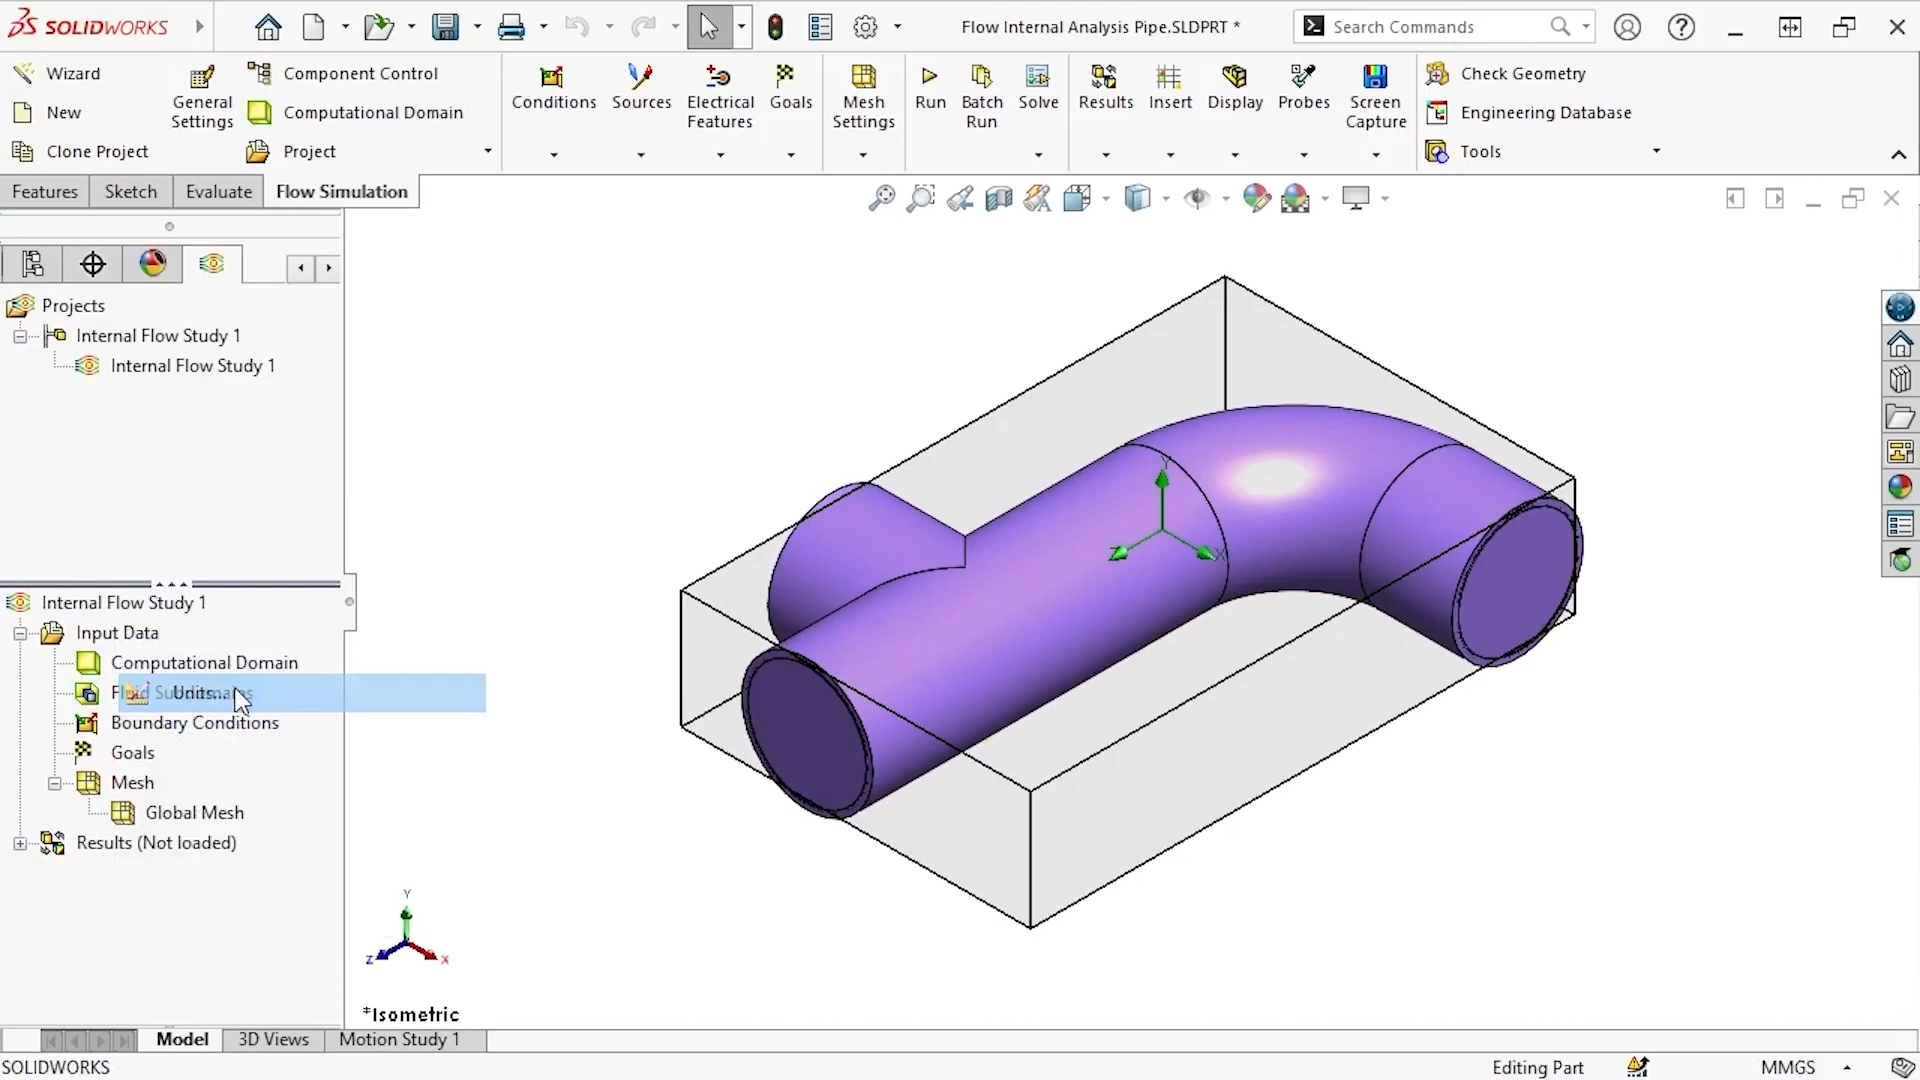 SOLIDWORKS
Flow Internal Analysis Pipe.SLDPRT *
Search Commands
Wizard
New
Clone Project
General Settings
Component Control
Computational Domain
Project
Conditions
Sources
Electrical Features
Goals
Mesh Settings
Run
Batch Run
Solve
Results
Insert
Display
Probes
Screen Capture
Check Geometry
Engineering Database
Tools
Features
Sketch
Evaluate
Flow Simulation
Projects
Internal Flow Study 1
Internal Flow Study 1
Internal Flow Study 1
Input Data
Computational Domain
Units...
Boundary Conditions
Goals
Mesh
Global Mesh
Results (Not loaded)
Y
Z
X
Y
Z
X
*Isometric
Model
3D Views
Motion Study 1
SOLIDWORKS
Editing Part
MMGS